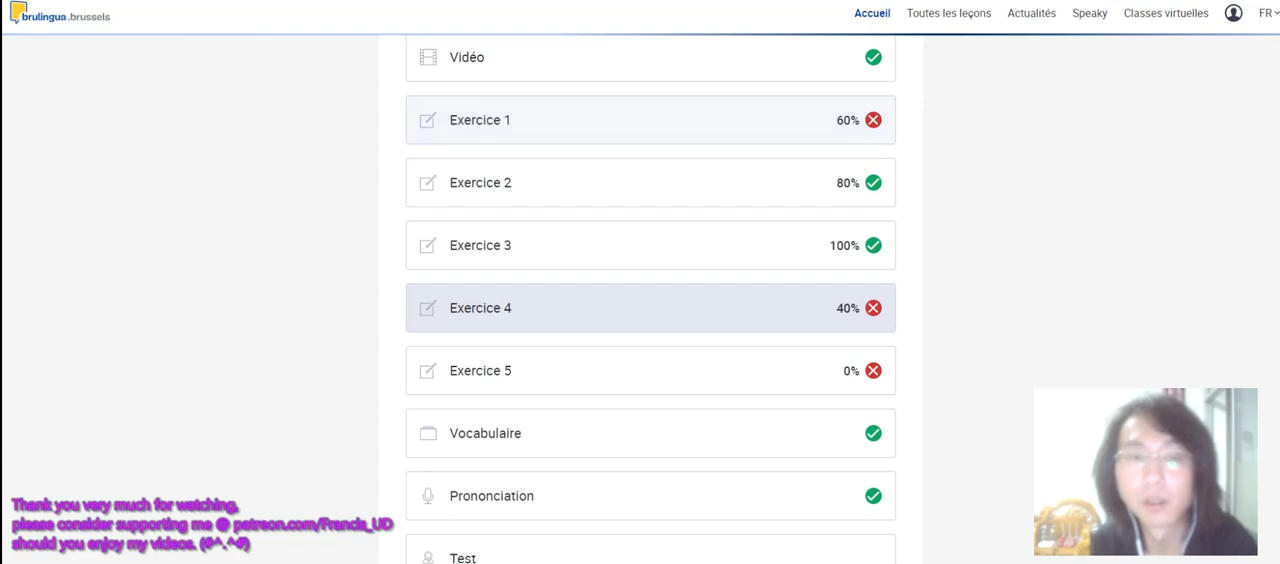 brulingua.brussels
Accueil
Toutes les leçons
Actualités
Speaky
Classes virtuelles
FR
Vidéo
Exercice 1
60%
Exercice 2
80%
Exercice 3
100%
Exercice 4
40%
Exercice 5
0%
Vocabulaire
Prononciation
Test
Thank you very much for watching,
please consider supporting me @ patreon.com/Francis_UD
should you enjoy my videos. (#^.^#)